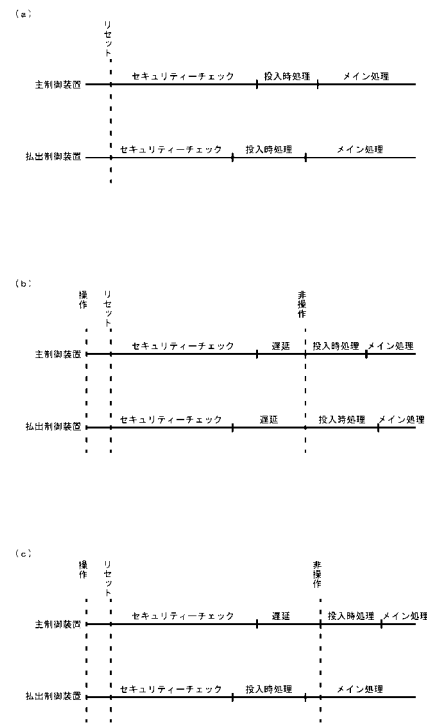 (a)
リセット
主制御装置
セキュリティーチェック
投入時処理
メイン処理
払出制御装置
セキュリティーチェック
投入時処理
メイン処理
(b)
操作
リセット
非操作
主制御装置
セキュリティーチェック
遅延
投入時処理
メイン処理
払出制御装置
セキュリティーチェック
遅延
投入時処理
メイン処理
(c)
操作
リセット
非操作
主制御装置
セキュリティーチェック
遅延
投入時処理
メイン処理
払出制御装置
セキュリティーチェック
投入時処理
メイン処理